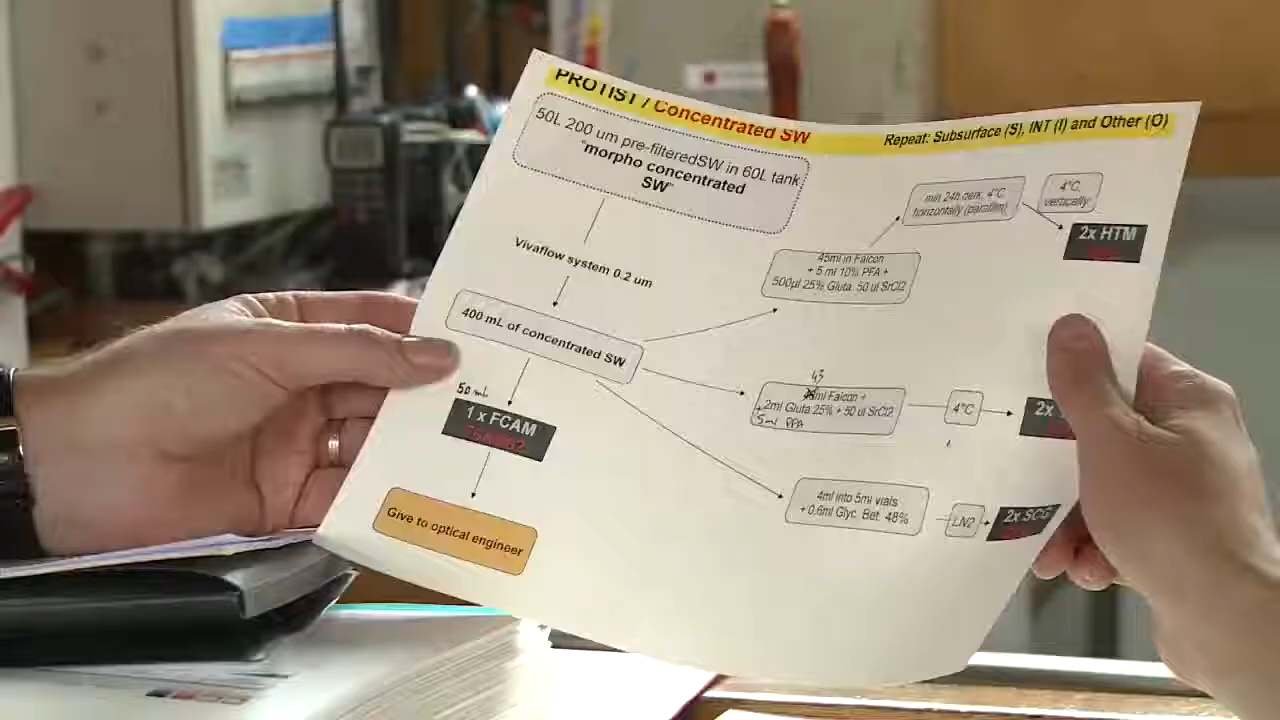 PROTIST / Concentrated SW
Repeat: Subsurface (S), INT (I) and Other (O)
50L 200 um pre-filteredSW in 60L tank
"morpho concentrated
SW"
Vivaflow system 0.2 um
400 mL of concentrated SW
50 mL
1 x FCAM
Give to optical engineer
45ml in Falcon
+ 5 ml 10% PFA +
500µl 25% Gluta. 50 ul SrCl2
min 24h dark, 4°C,
horizontally (parafilm)
4°C,
vertically
2x HTM
43
ml Falcon +
2ml Gluta 25% + 50 ul SrCl2
+ 5ml PFA
4°C
2x
4ml into 5ml vials
+ 0.6ml Glyc. Bet. 48%
LN2
2x SCG